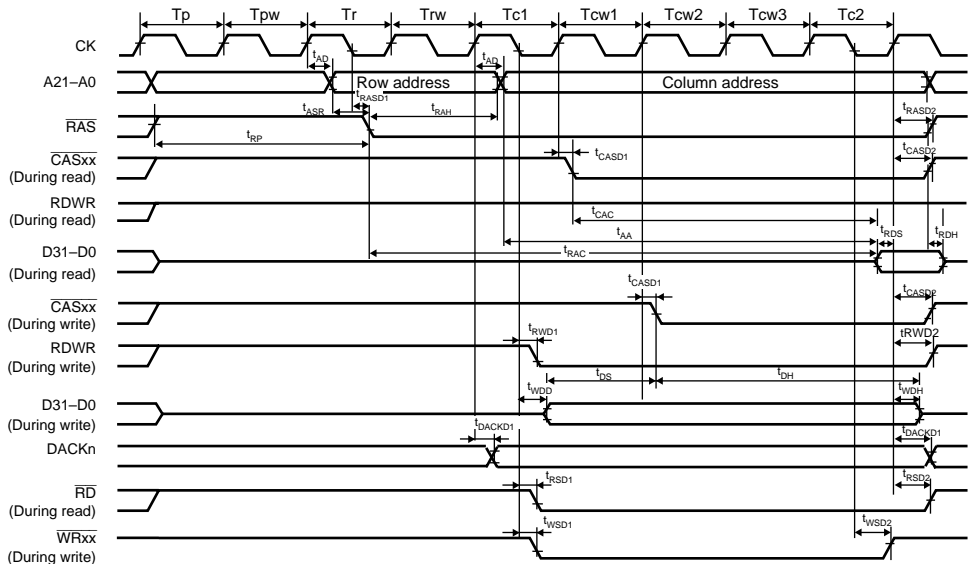 Tp Tpw Tr Trw Tc1 Tcw1 Tcw2 Tcw3 Tc2
CK
tAD tAD
A21–A0 Row address Column address
tRASD1
tASR tRAH tRASD2
RAS
tRP
CASxx tCASD1 tCASD2
(During read)
RDWR
(During read) tCAC
tAA tRDS tRDH
D31–D0 tRAC
(During read)
tCASD1 tCASD2
CASxx
(During write)
RDWR tRWD1 tRWD2
(During write)
tDS tDH
tWDD tWDH
D31–D0
(During write)
tDACKD1 tDACKD1
DACKn
tRSD1 tRSD2
RD
(During read)
tWSD1 tWSD2
WRxx
(During write)